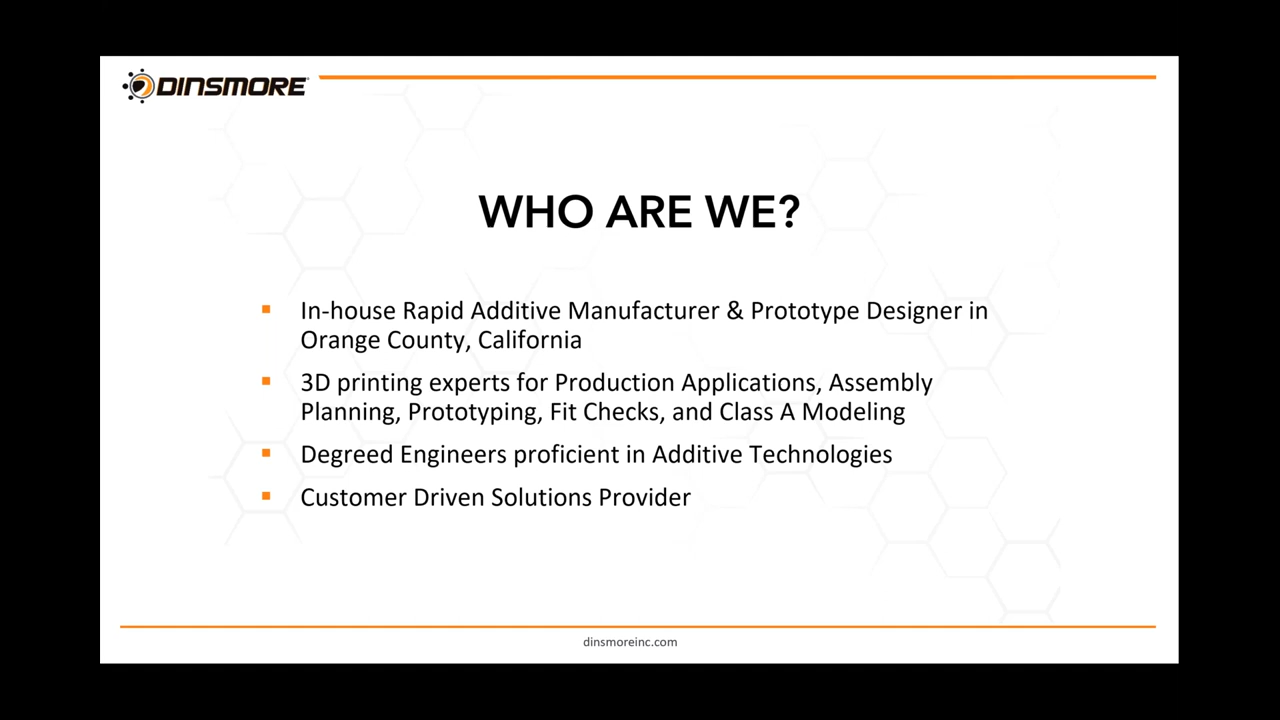 DINSMORE
WHO ARE WE?
In-house Rapid Additive Manufacturer & Prototype Designer in
Orange County, California
3D printing experts for Production Applications, Assembly
Planning, Prototyping, Fit Checks, and Class A Modeling
Degreed Engineers proficient in Additive Technologies
Customer Driven Solutions Provider
dinsmoreinc.com